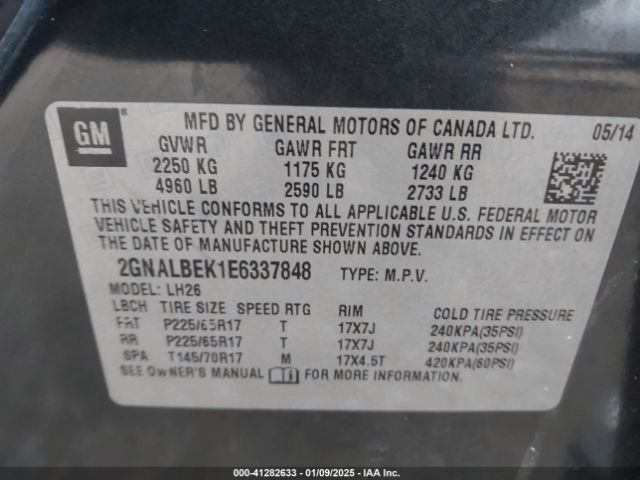 GM ®
MFD BY GENERAL MOTORS OF CANADA LTD. 05/14
GVWR GAWR FRT GAWR RR
2250 KG 1175 KG 1240 KG
4960 LB 2590 LB 2733 LB
THIS VEHICLE CONFORMS TO ALL APPLICABLE U.S. FEDERAL MOTOR
VEHICLE SAFETY AND THEFT PREVENTION STANDARDS IN EFFECT ON
THE DATE OF MANUFACTURE SHOWN ABOVE.
2GNALBEK1E6337848 TYPE: M.P.V.
MODEL: LH26
LBCH TIRE SIZE SPEED RTG RIM COLD TIRE PRESSURE
FRT P225/65R17 T 17X7J 240KPA(35PSI)
RR P225/65R17 T 17X7J 240KPA(35PSI)
SPA T145/70R17 M 17X4.5T 420KPA(60PSI)
SEE OWNER'S MANUAL i FOR MORE INFORMATION.
000-41282633 - 01/09/2025 - IAAI.COM